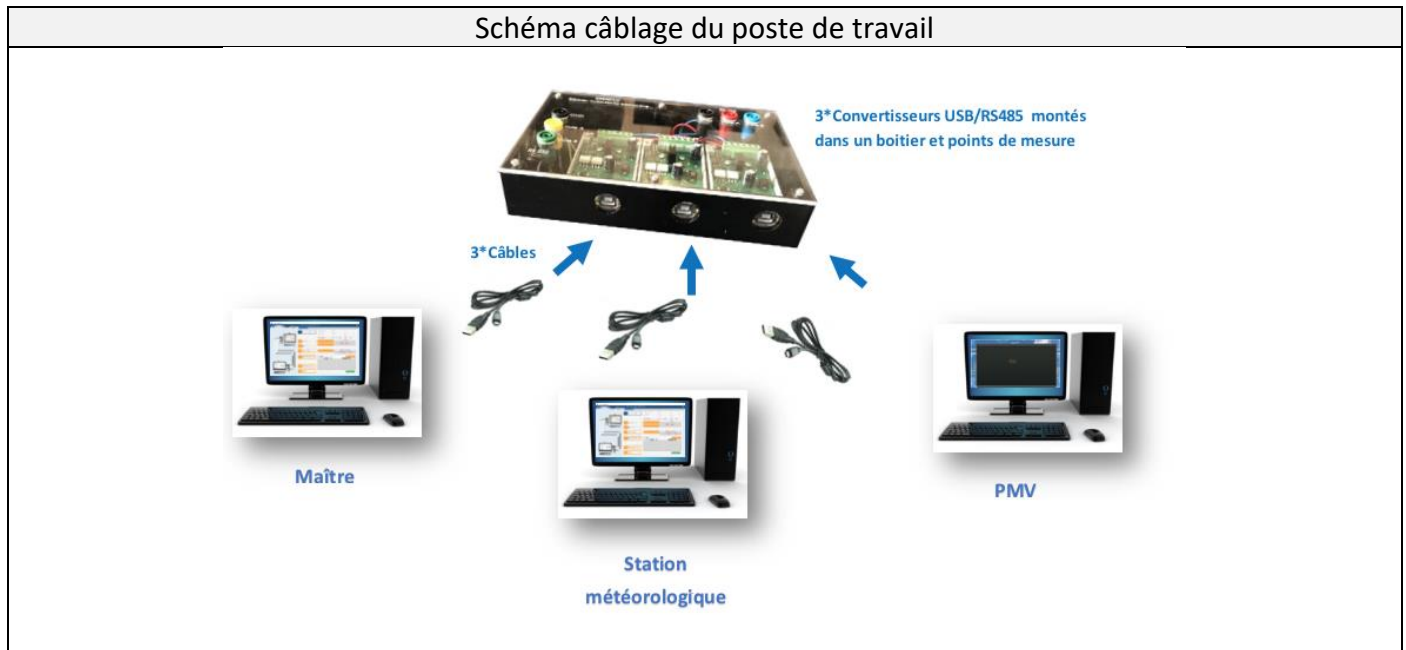 Schéma câblage du poste de travail
3*Convertisseurs USB/RS485 montés
dans un boitier et points de mesure
3*Câbles
Maître
Station
météorologique
PMV